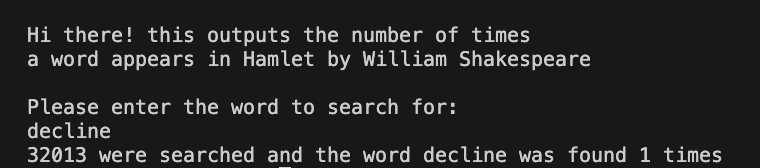 Hi there! this outputs the number of times
a word appears in Hamlet by William Shakespeare
Please enter the word to search for:
decline
32013 were searched and the word decline was found 1 times